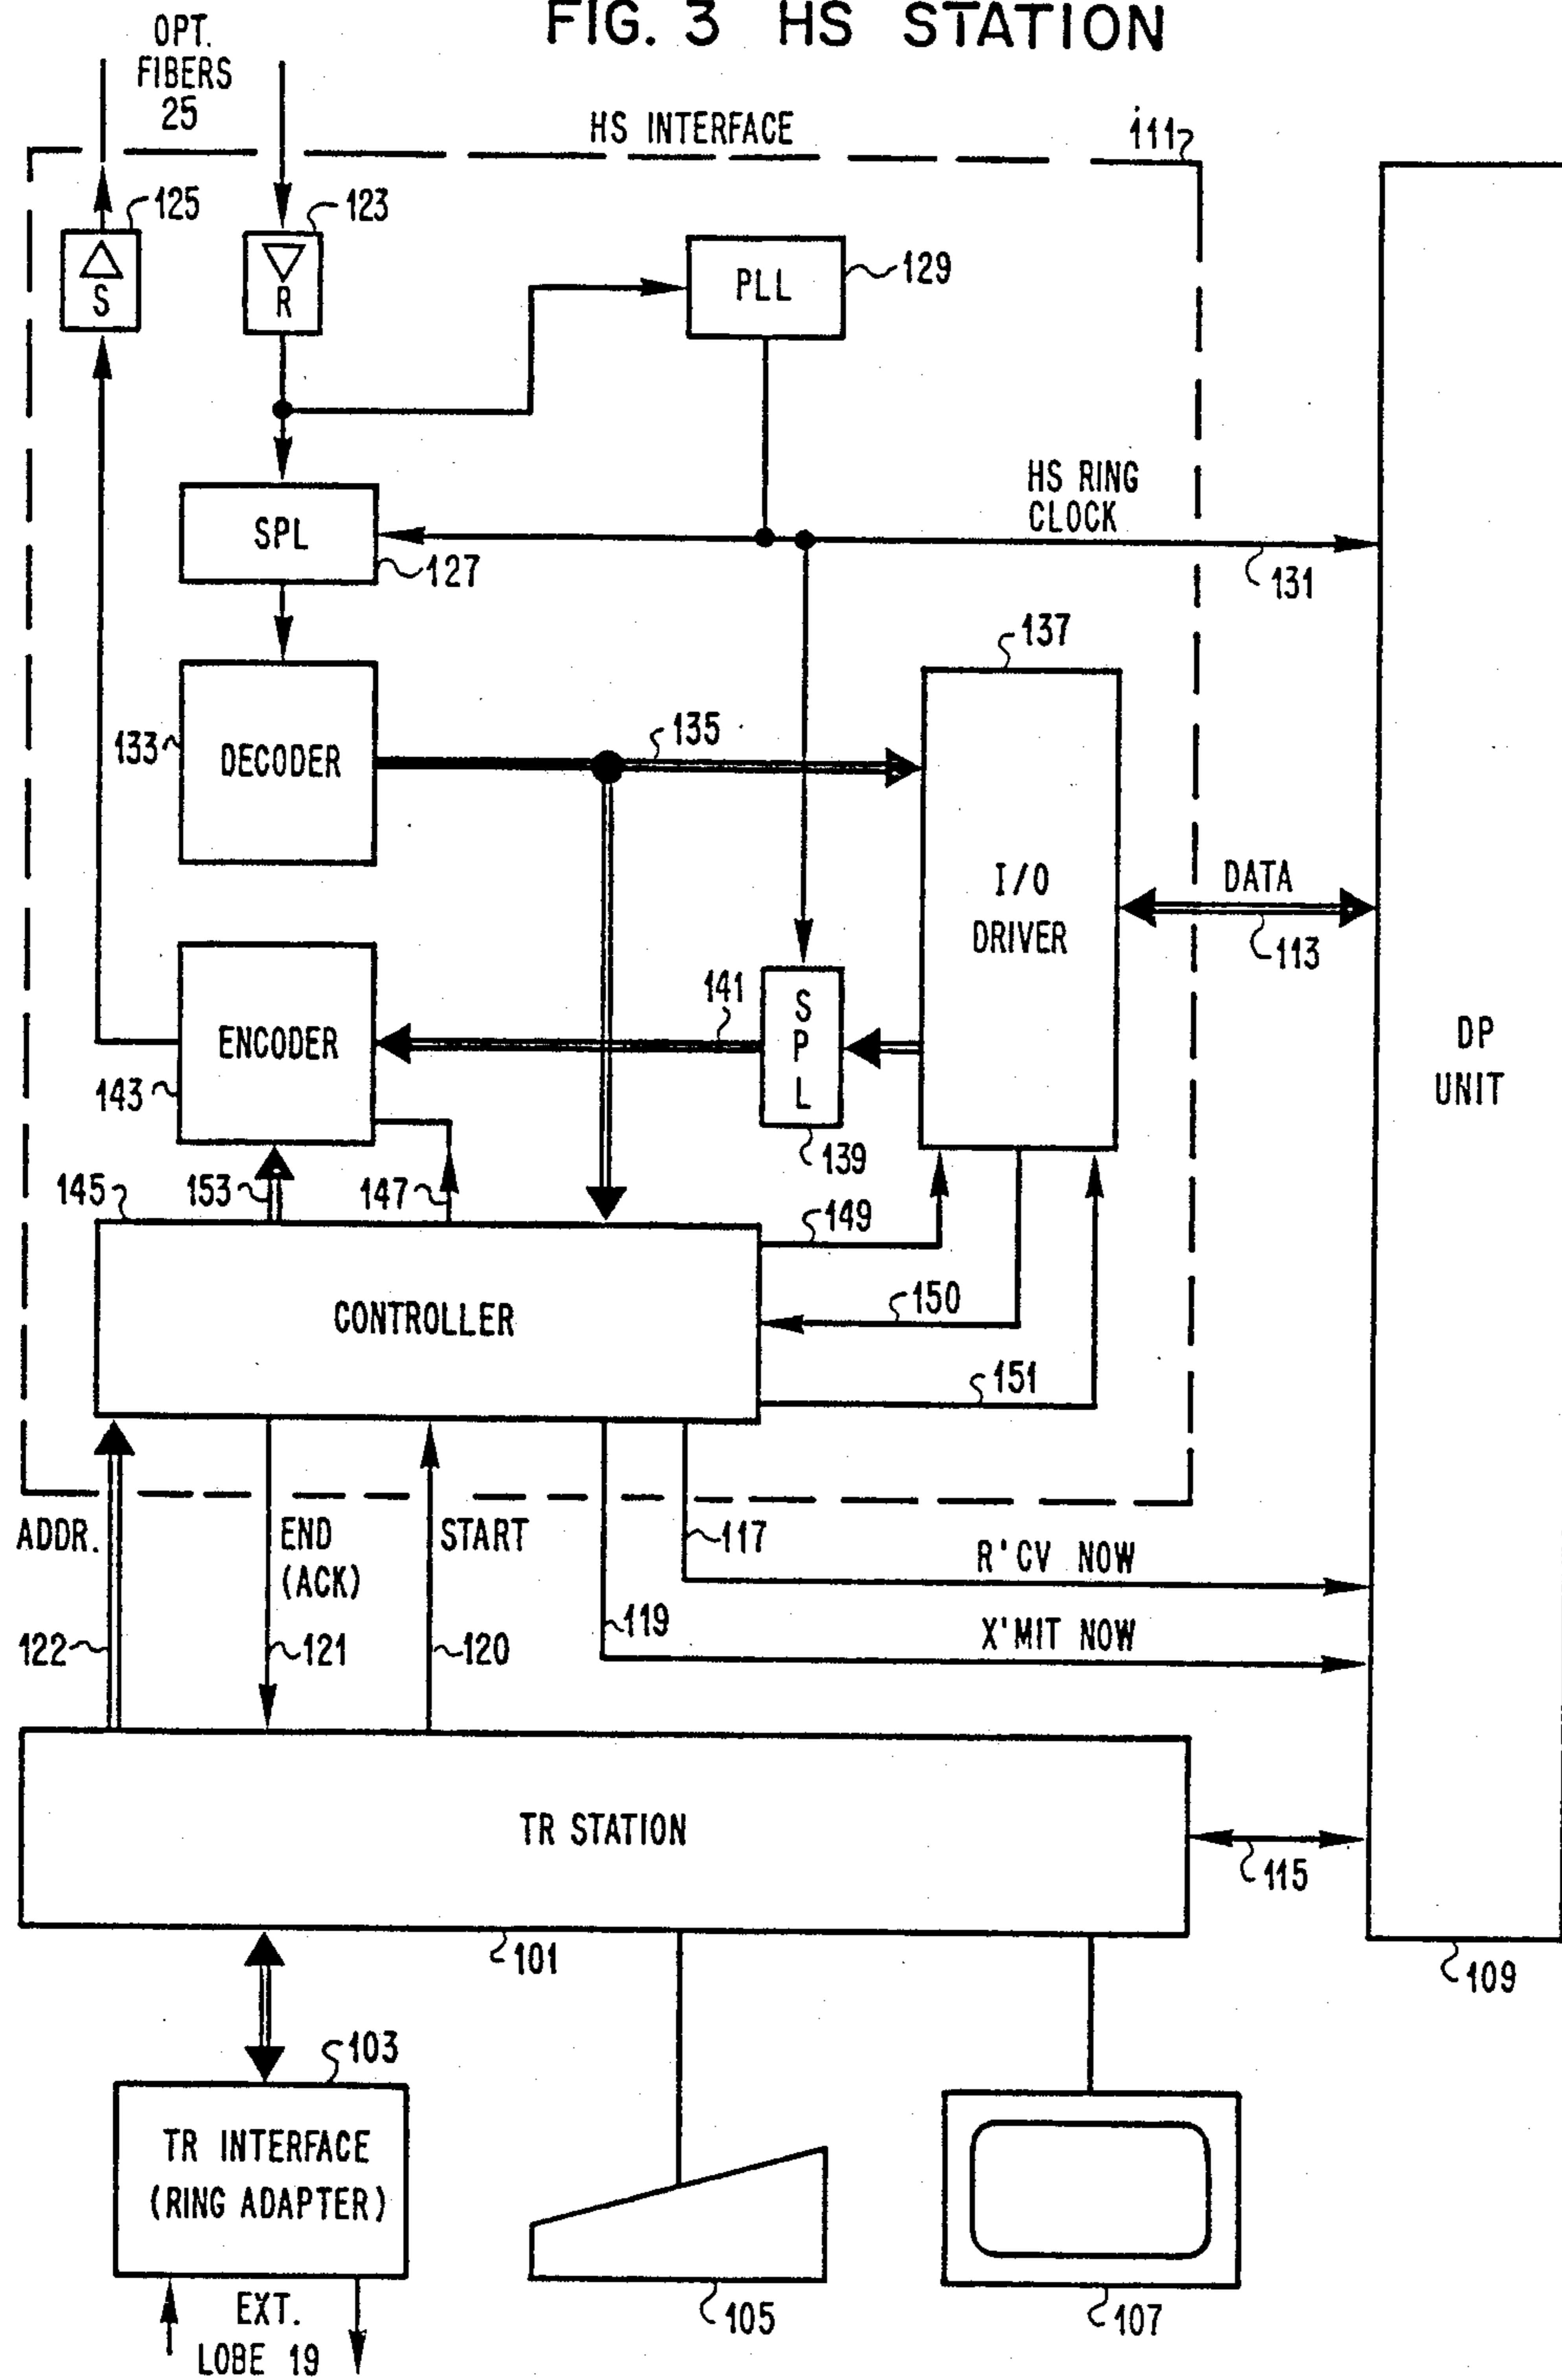 FIG. 3 HS STATION
OPT.
FIBERS
25
HS INTERFACE
111
125
123
S
R
PLL
129
HS RING
CLOCK
SPL
127
131
137
133
DECODER
135
I/O
DRIVER
DATA
113
DP
UNIT
141
S
P
L
ENCODER
143
139
145
153
147
149
CONTROLLER
150
151
ADDR.
END
(ACK)
START
117
R'CV NOW
119
X'MIT NOW
122
121
120
TR STATION
115
101
109
103
TR INTERFACE
(RING ADAPTER)
EXT.
LOBE 19
105
107